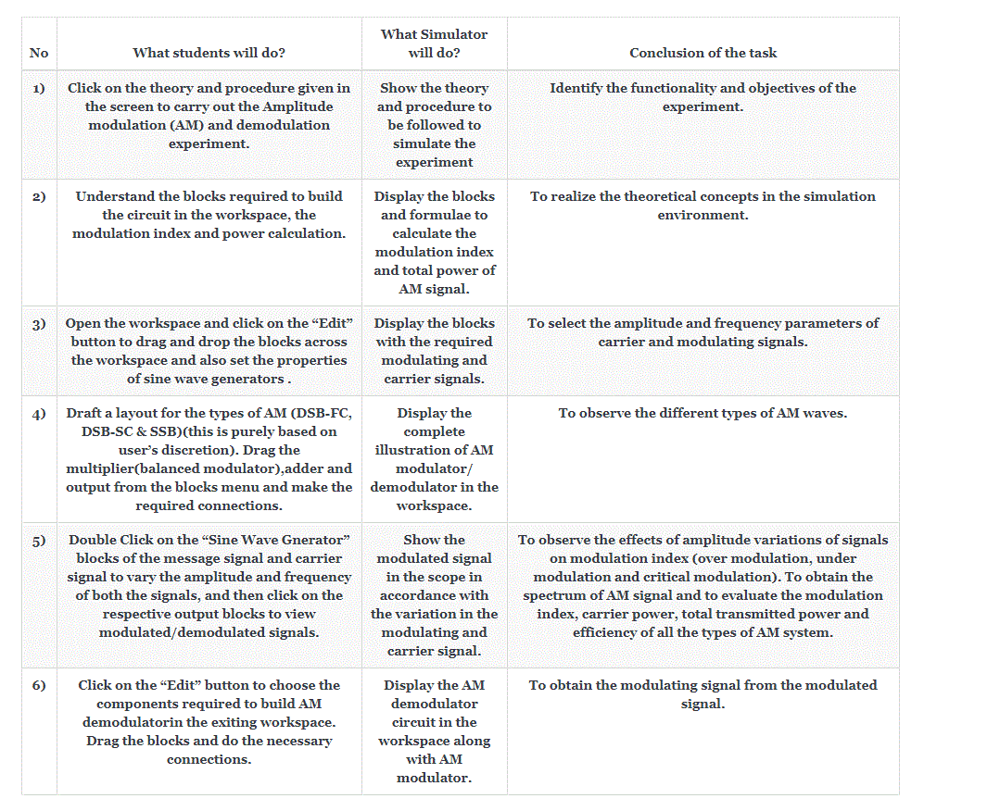 No
What students will do?
What Simulator
will do?
Conclusion of the task
1)
Click on the theory and procedure given in
the screen to carry out the Amplitude
modulation (AM) and demodulation
experiment.
Show the theory
and procedure to
be followed to
simulate the
experiment
Identify the functionality and objectives of the
experiment.
2)
Understand the blocks required to build
the circuit in the workspace, the
modulation index and power calculation.
Display the blocks
and formulae to
calculate the
modulation index
and total power of
AM signal.
To realize the theoretical concepts in the simulation
environment.
3)
Open the workspace and click on the “Edit”
button to drag and drop the blocks across
the workspace and also set the properties
of sine wave generators .
Display the blocks
with the required
modulating and
carrier signals.
To select the amplitude and frequency parameters of
carrier and modulating signals.
4)
Draft a layout for the types of AM (DSB-FC,
DSB-SC & SSB)(this is purely based on
user’s discretion). Drag the
multiplier(balanced modulator),adder and
output from the blocks menu and make the
required connections.
Display the
complete
illustration of AM
modulator/
demodulator in the
workspace.
To observe the different types of AM waves.
5)
Double Click on the “Sine Wave Gnerator”
blocks of the message signal and carrier
signal to vary the amplitude and frequency
of both the signals, and then click on the
respective output blocks to view
modulated/demodulated signals.
Show the
modulated signal
in the scope in
accordance with
the variation in the
modulating and
carrier signal.
To observe the effects of amplitude variations of signals
on modulation index (over modulation, under
modulation and critical modulation). To obtain the
spectrum of AM signal and to evaluate the modulation
index, carrier power, total transmitted power and
efficiency of all the types of AM system.
6)
Click on the “Edit” button to choose the
components required to build AM
demodulatorin the exiting workspace.
Drag the blocks and do the necessary
connections.
Display the AM
demodulator
circuit in the
workspace along
with AM
modulator.
To obtain the modulating signal from the modulated
signal.